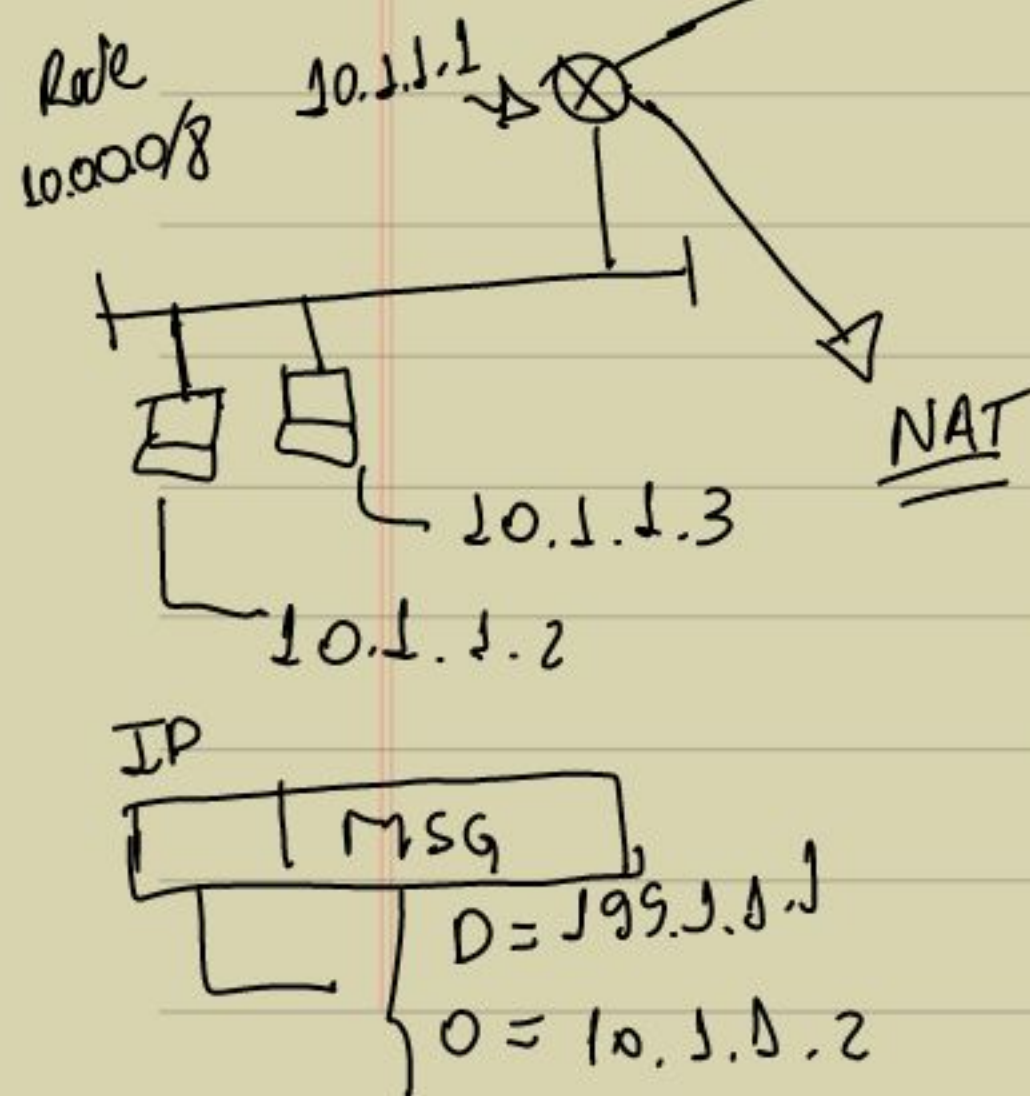 Rede
10.0.0.0/8
10.1.1.1
NAT
10.1.1.3
10.1.1.2
IP
MSG
D = 195.1.1.1
O = 10.1.1.2